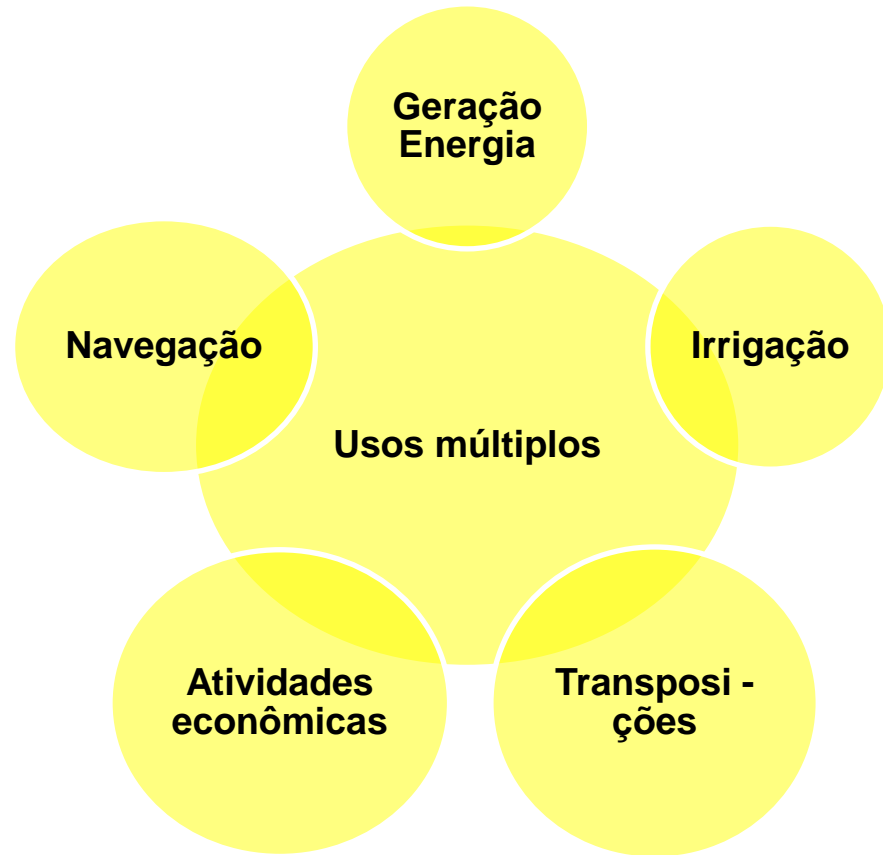 Geração
Energia
Navegação
Irrigação
Usos múltiplos
Atividades
econômicas
Transposi -
ções